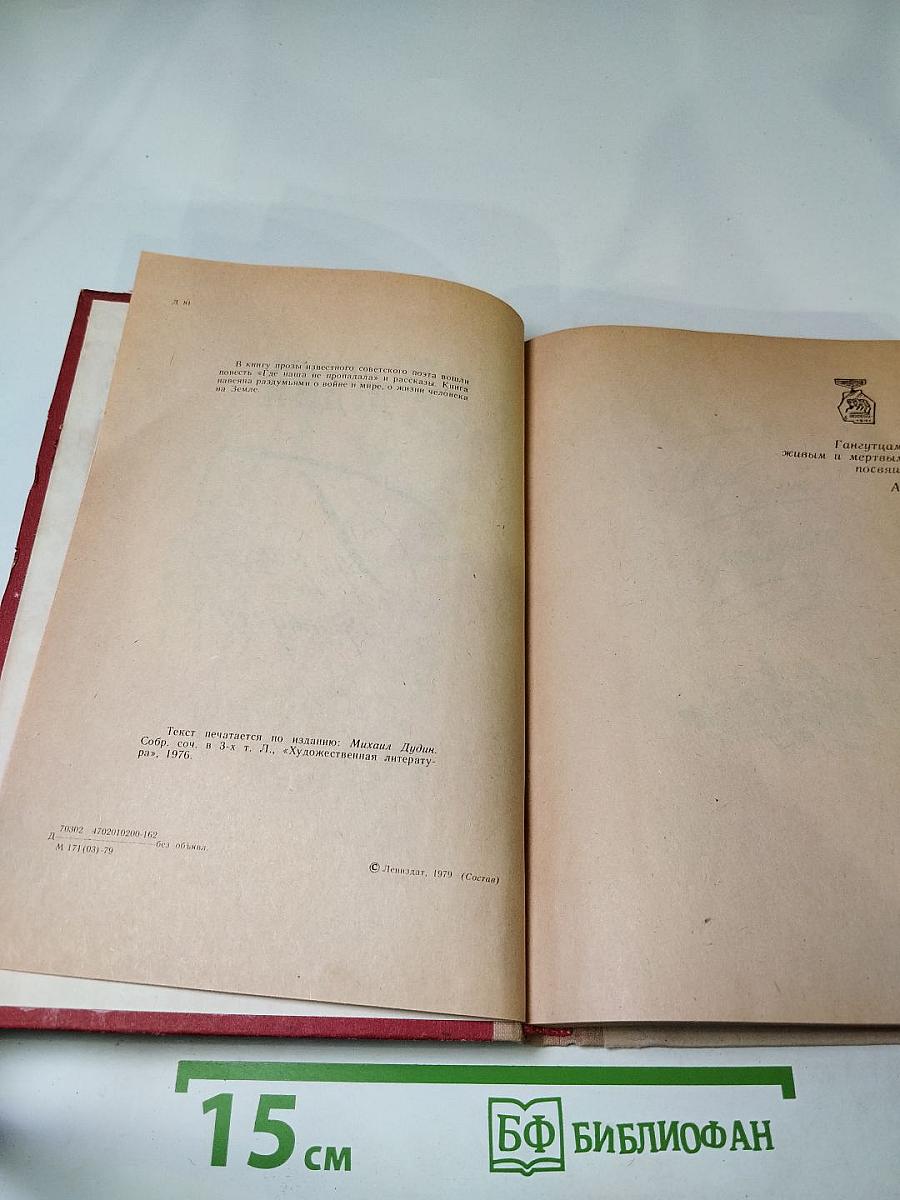 В книгу прозы известного советского поэта вошли
повесть «Где наша не пропадала» и рассказы. Книга
навеяна раздумьями о войне и мире, о жизни человека
на Земле.
Текст печатается по изданию: Михаил Дудин.
Собр. соч. в 3-х т. Л., «Художественная литерату-
ра», 1976.
Д 70302 4702010200-162
М 171(03)-79 без объявл.
© Лениздат, 1979 (Состав)
Гангутцам
живым и мертвым
посвящ
А
15 см
БФ БИБЛИОФАН